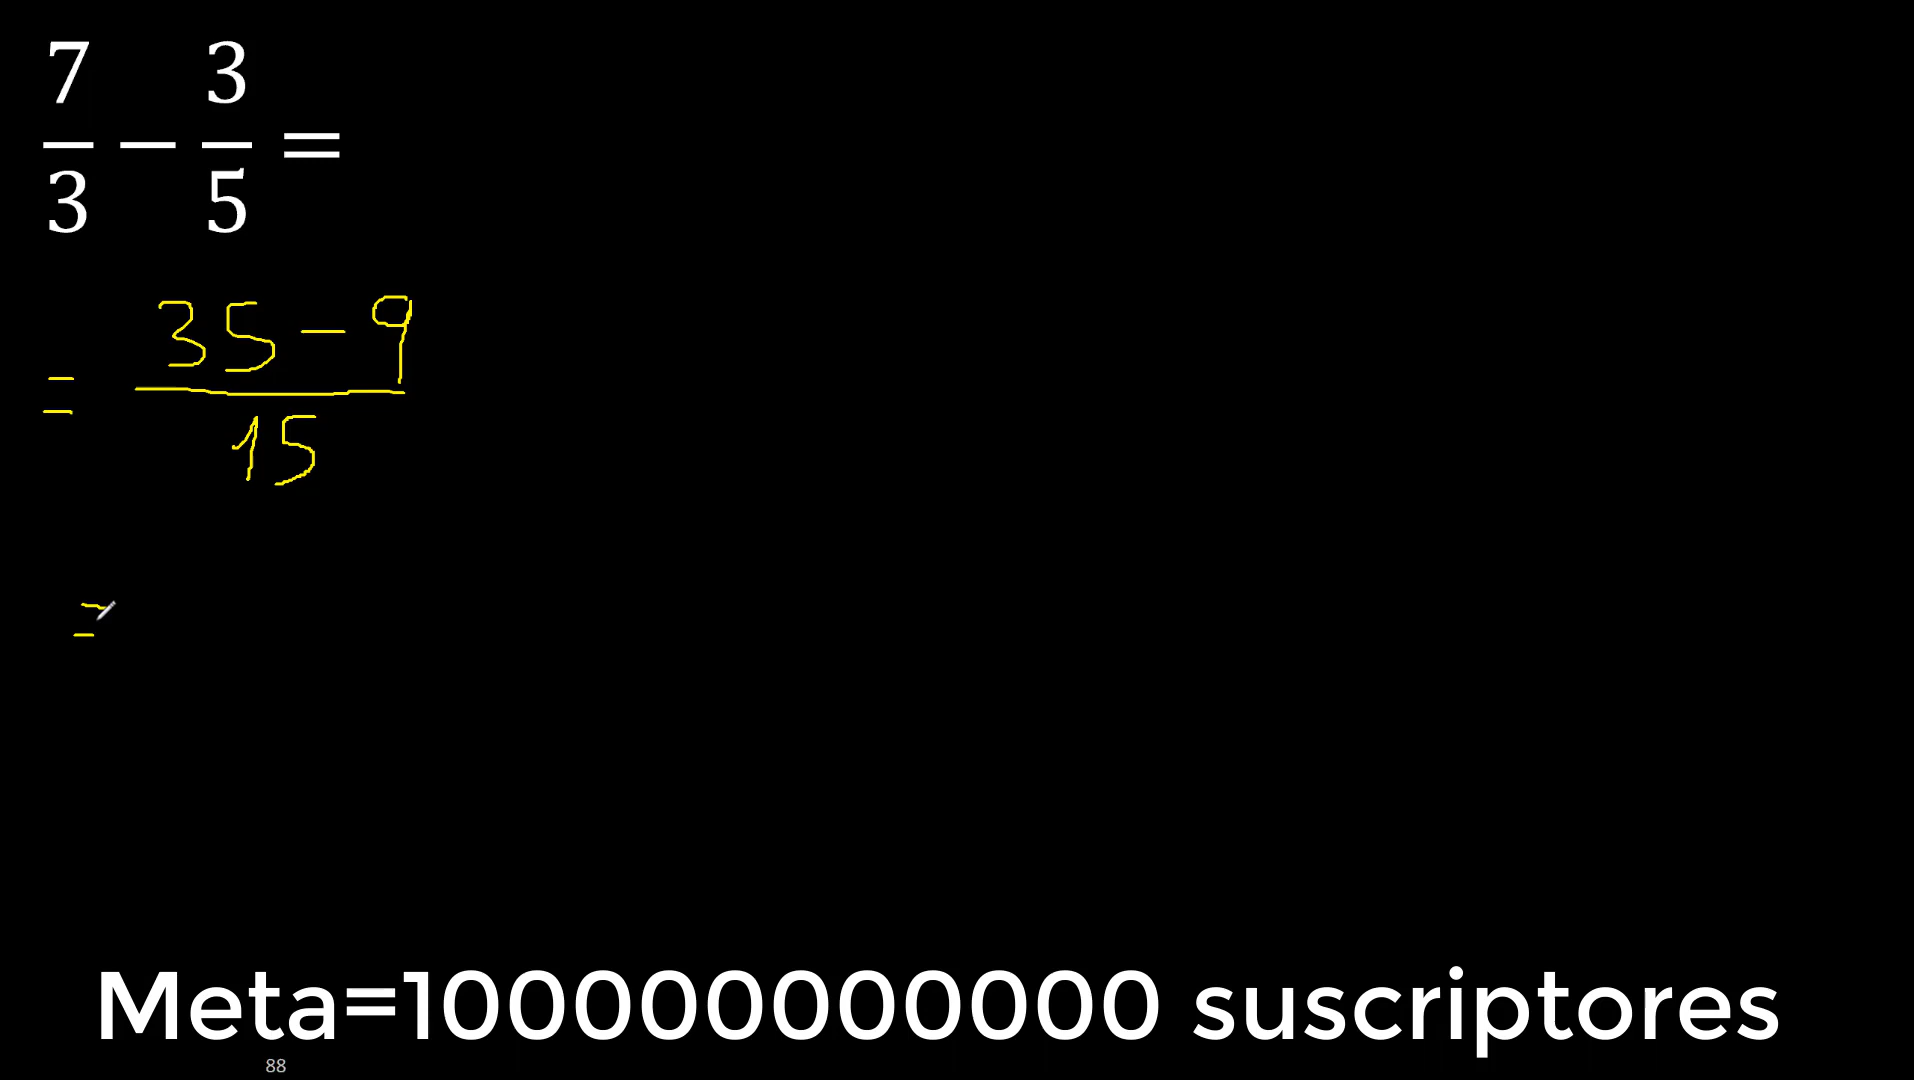 7/3 − 3/5 =
= (35 − 9)/15
=
Meta=100000000000 suscriptores
88